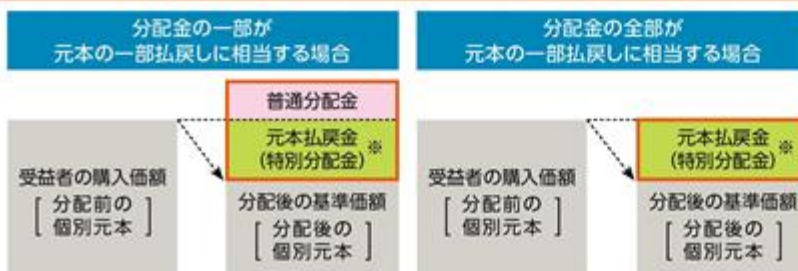 分配金の一部が
元本の一部払戻しに相当する場合
普通分配金
元本払戻金
(特別分配金)
※
受益者の購入価額
[ 分配前の
個別元本 ]
分配後の基準価額
[ 分配後の
個別元本 ]
分配金の全部が
元本の一部払戻しに相当する場合
元本払戻金
(特別分配金)
※
受益者の購入価額
[ 分配前の
個別元本 ]
分配後の基準価額
[ 分配後の
個別元本 ]